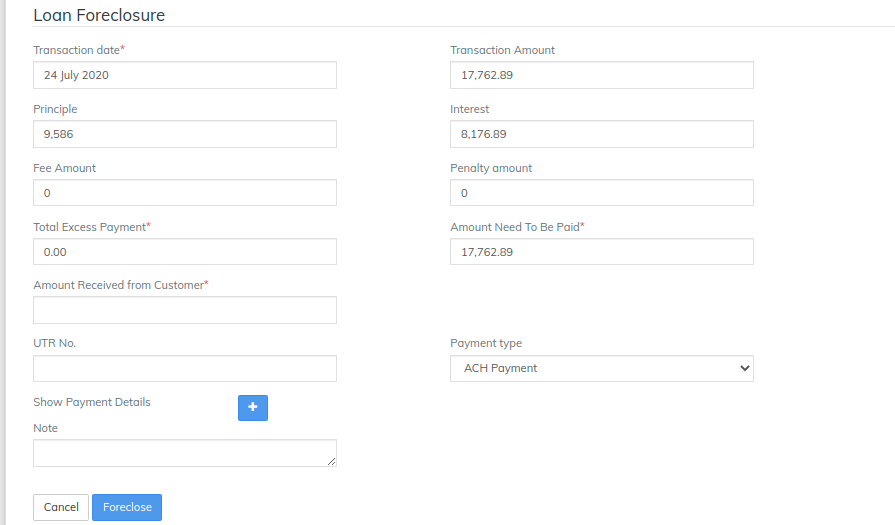 Loan Foreclosure
Transaction date* Transaction Amount
24 July 2020 17,762.89
Principle Interest
9,586 8,176.89
Fee Amount Penalty amount
0 0
Total Excess Payment* Amount Need To Be Paid*
0.00 17,762.89
Amount Received from Customer*
UTR No. Payment type
ACH Payment
Show Payment Details +
Note
Cancel Foreclose